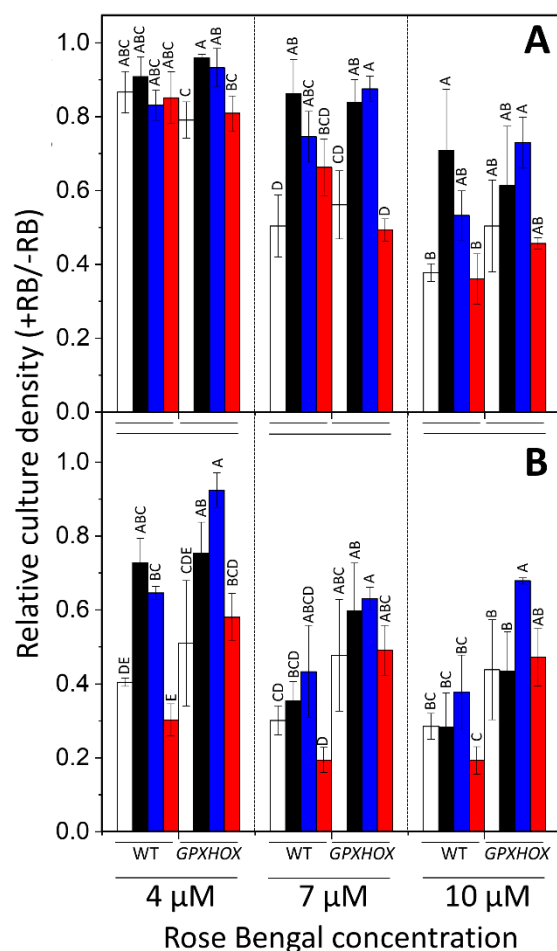 Relative culture density (+RB/-RB)
A
1.0
0.8
0.6
0.4
0.2
0.0
ABC
ABC
ABC
ABC
C
A
AB
BC
D
AB
ABC
BCD
CD
AB
A
D
B
A
AB
B
AB
AB
AB
AB
B
1.0
0.8
0.6
0.4
0.2
0.0
DE
ABC
BC
E
CDE
AB
A
BCD
CD
BCD
ABCD
D
ABC
AB
A
ABC
BC
BC
BC
C
B
B
A
AB
WT GPXHOX WT GPXHOX WT GPXHOX
4 µM 7 µM 10 µM
Rose Bengal concentration